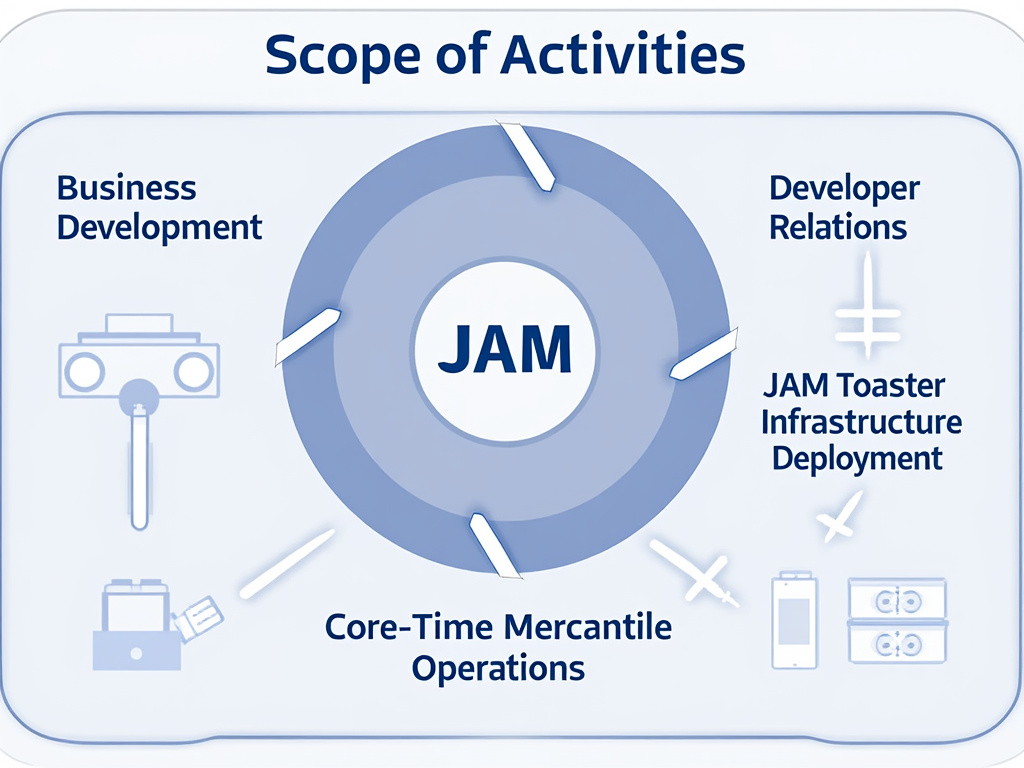 Scope of Activities
Business
Development
Developer
Relations
JAM
JAM Toaster
Infrastructure
Deployment
Core-Time Mercantile
Operations